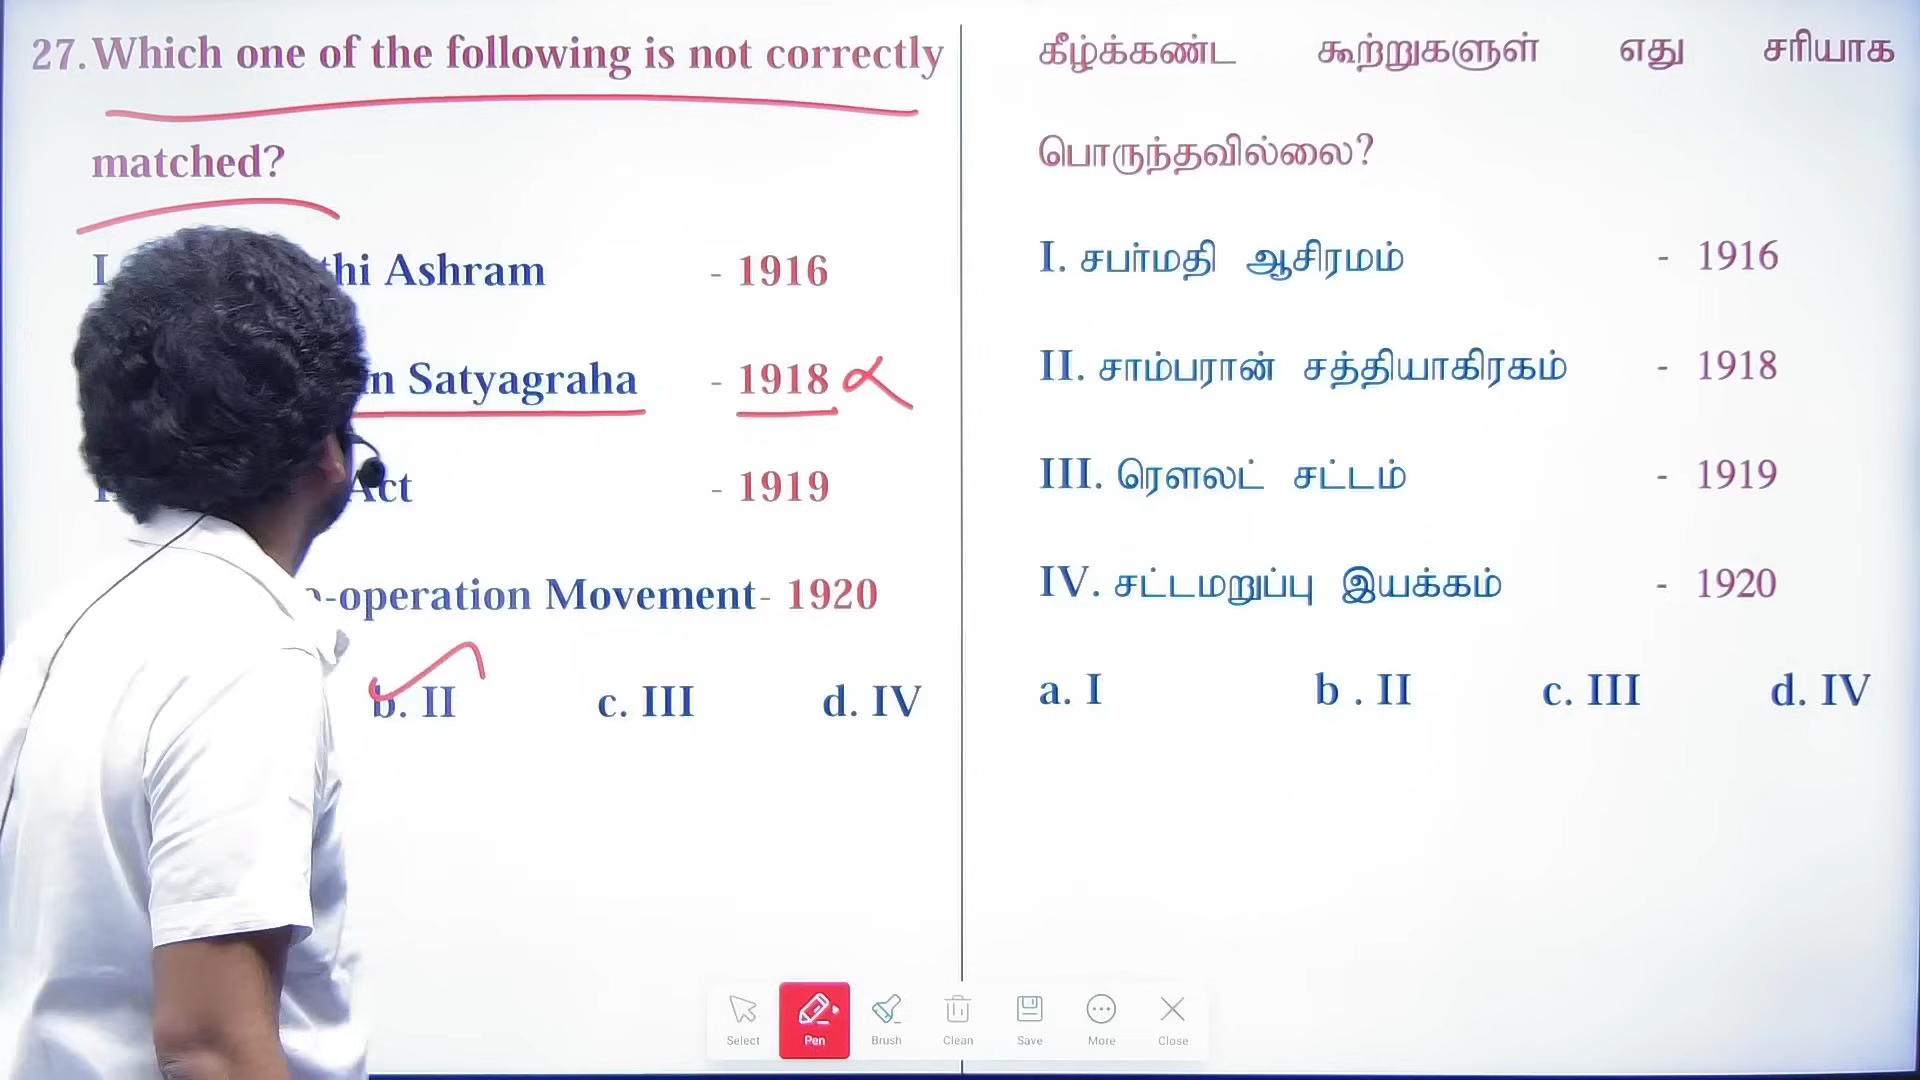 27. Which one of the following is not correctly
matched?
I thi Ashram - 1916
n Satyagraha - 1918
Act - 1919
-operation Movement- 1920
b. II c. III d. IV
கீழ்க்கண்ட கூற்றுகளுள் எது சரியாக
பொருந்தவில்லை?
I. சபர்மதி ஆசிரமம் - 1916
II. சாம்பரான் சத்தியாகிரகம் - 1918
III. ரௌலட் சட்டம் - 1919
IV. சட்டமறுப்பு இயக்கம் - 1920
a. I b . II c. III d. IV
Select Pen Brush Clean Save More Close